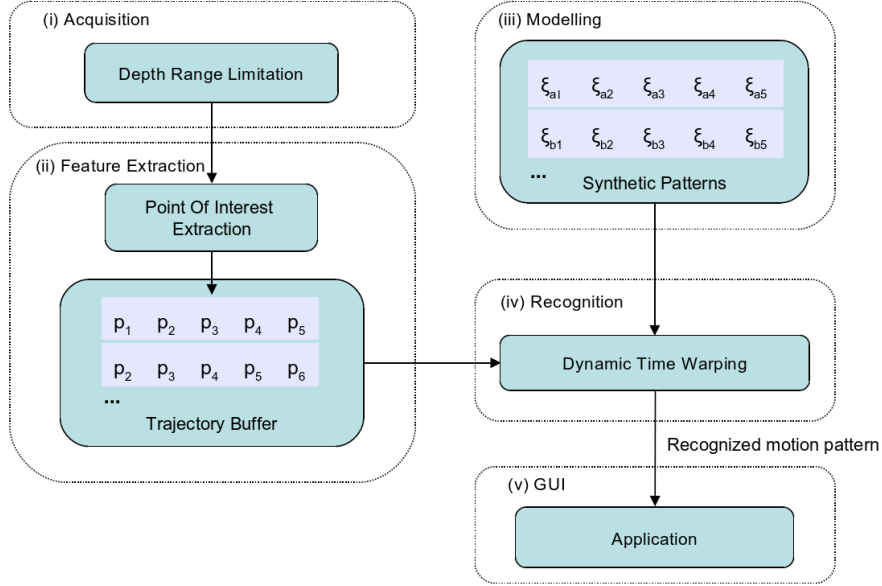 (i) Acquisition
Depth Range Limitation
(ii) Feature Extraction
Point Of Interest
Extraction
p1 p2 p3 p4 p5
p2 p3 p4 p5 p6
...
Trajectory Buffer
(iii) Modelling
ξa1 ξa2 ξa3 ξa4 ξa5
ξb1 ξb2 ξb3 ξb4 ξb5
...
Synthetic Patterns
(iv) Recognition
Dynamic Time Warping
Recognized motion pattern
(v) GUI
Application